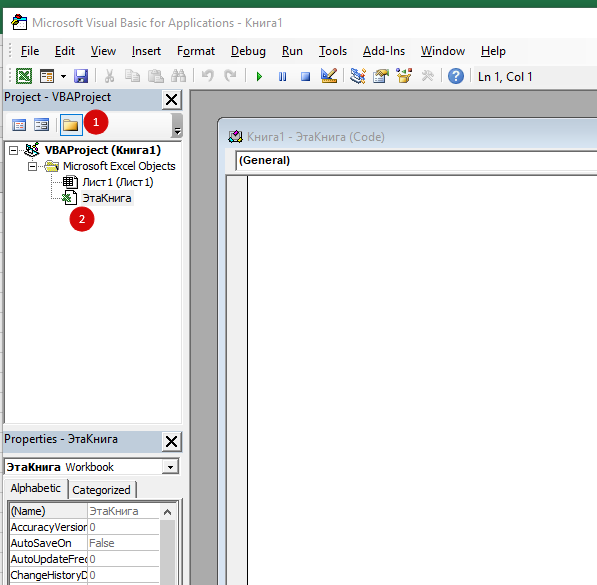 Microsoft Visual Basic for Applications - Книга1
File Edit View Insert Format Debug Run Tools Add-Ins Window Help
Ln 1, Col 1
Project - VBAProject
1
VBAProject (Книга1)
Microsoft Excel Objects
Лист1 (Лист1)
ЭтаКнига
2
Книга1 - ЭтаКнига (Code)
(General)
Properties - ЭтаКнига
ЭтаКнига Workbook
Alphabetic Categorized
(Name) ЭтаКнига
AccuracyVersion 0
AutoSaveOn False
AutoUpdateFreq 0
ChangeHistoryD 0